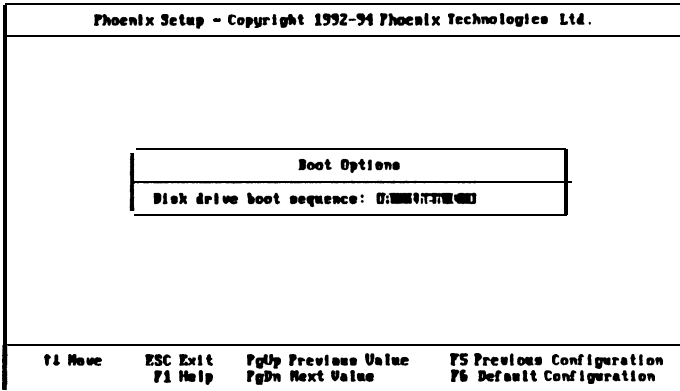 Phoenix Setup - Copyright 1992-94 Phoenix Technologies Ltd.
Boot Options
Disk drive boot sequence:
↑↓ Move ESC Exit PgUp Previous Value F5 Previous Configuration
F1 Help PgDn Next Value F6 Default Configuration